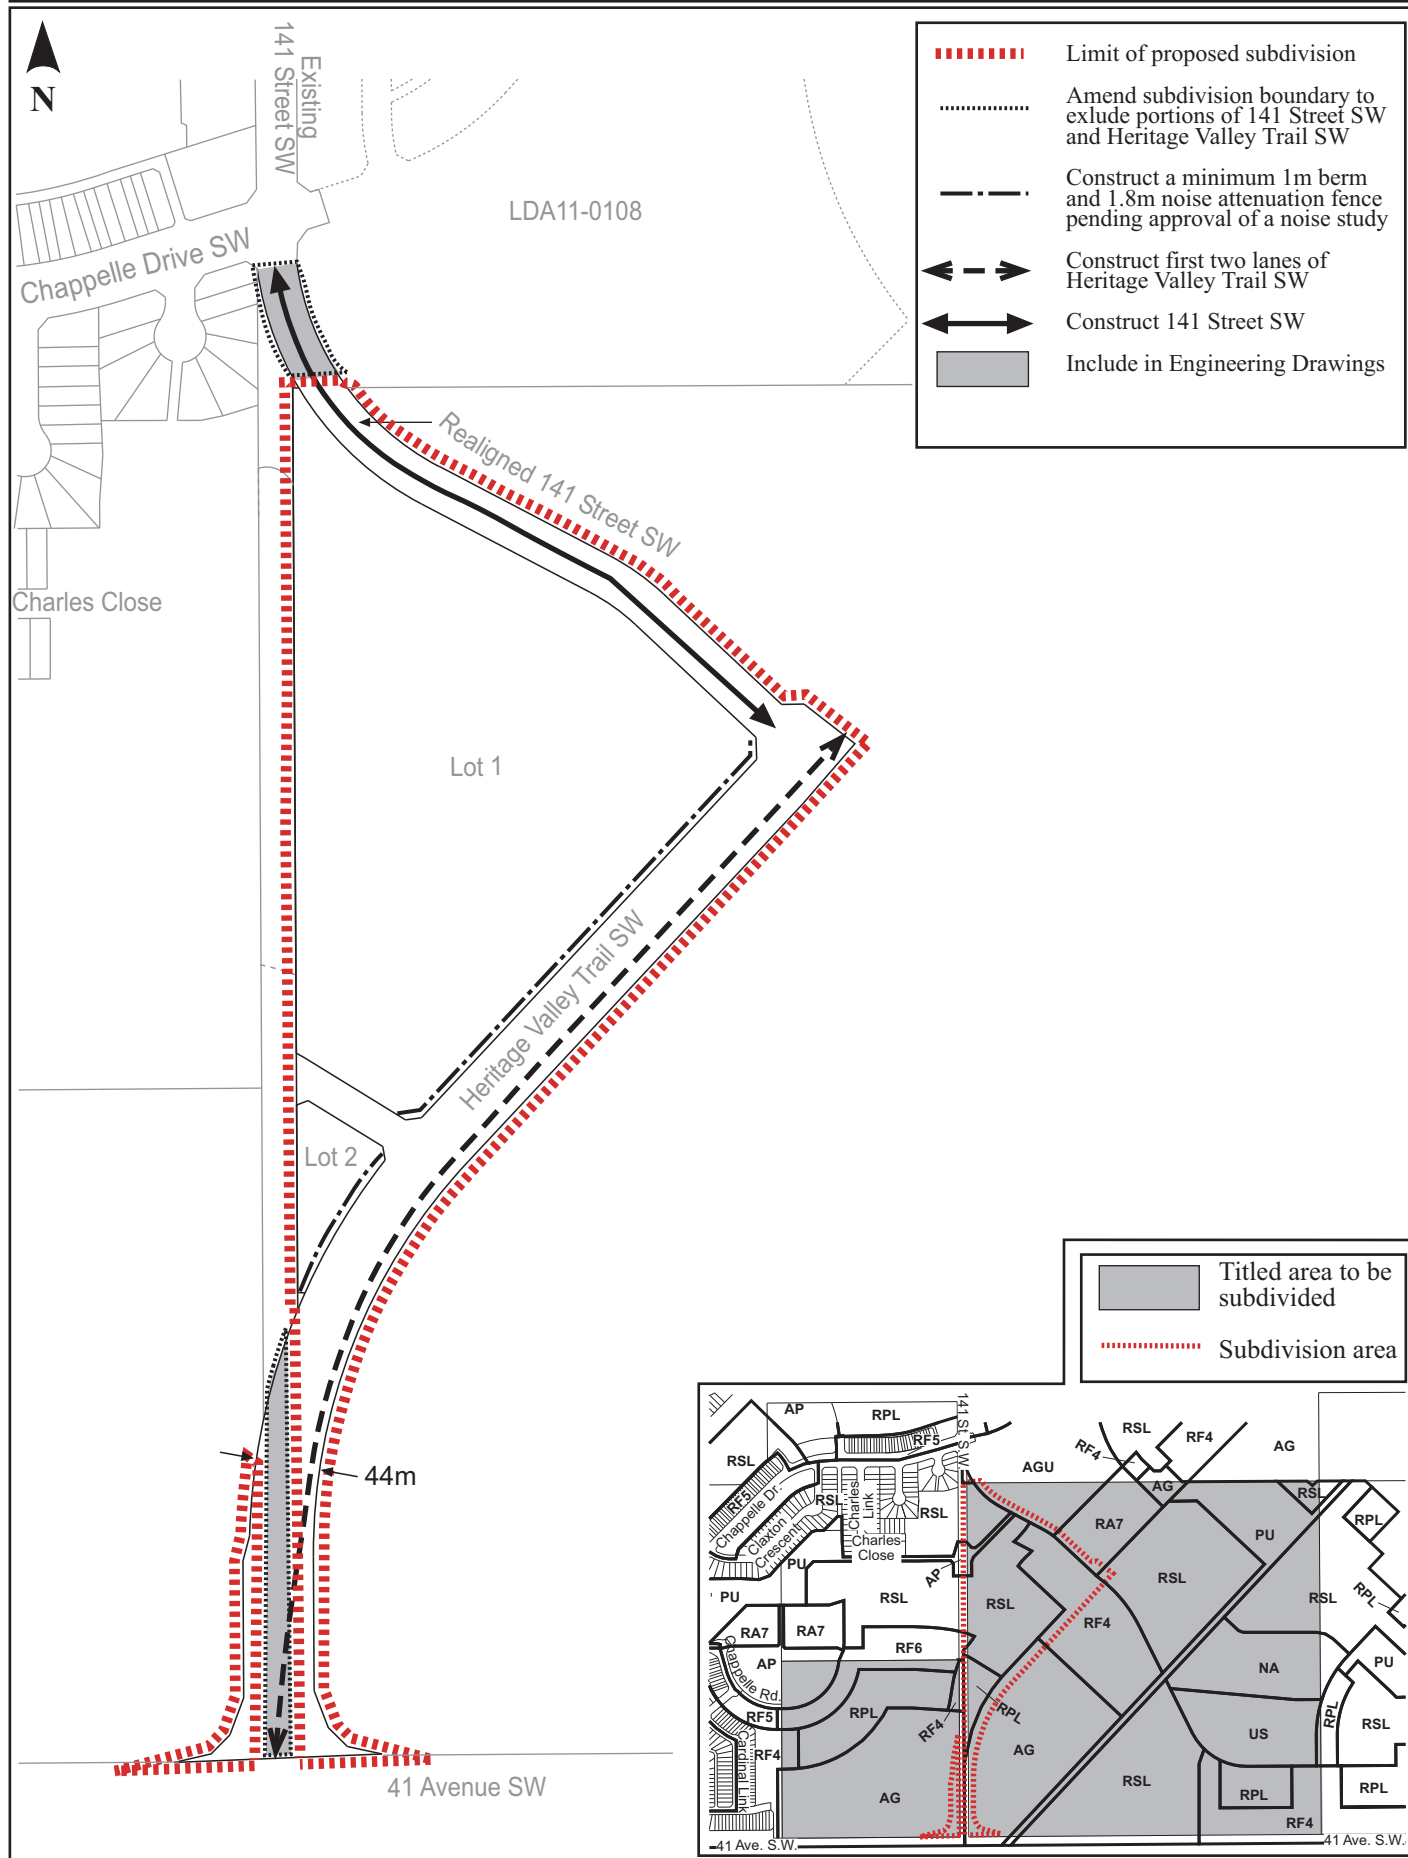 N
141 Street SW
Existing
Limit of proposed subdivision
Amend subdivision boundary to
exlude portions of 141 Street SW
and Heritage Valley Trail SW
Construct a minimum 1m berm
and 1.8m noise attenuation fence
pending approval of a noise study
Construct first two lanes of
Heritage Valley Trail SW
Construct 141 Street SW
Include in Engineering Drawings
LDA11-0108
Chappelle Drive SW
Realigned 141 Street SW
Charles Close
Lot 1
Heritage Valley Trail SW
Lot 2
44m
41 Avenue SW
Titled area to be
subdivided
Subdivision area
AP
RPL
RF5
141 St. S.W.
RSL
RF4
RF4
AG
RSL
AGU
AG
RSL
RF5
Chappelle Dr.
Claxton
Crescent
RSL
Charles
Link
RSL
Charles
Close
RA7
PU
RPL
PU
AP
RSL
PU
RSL
RSL
RSL
RPL
RA7
RA7
RF6
RF4
AP
Chappelle Rd.
NA
PU
RF5
RPL
RF4
RPL
RPL
RSL
US
RF4
AG
Cardinal Link
RSL
RPL
RPL
AG
RF4
41 Ave. S.W.
41 Ave. S.W.